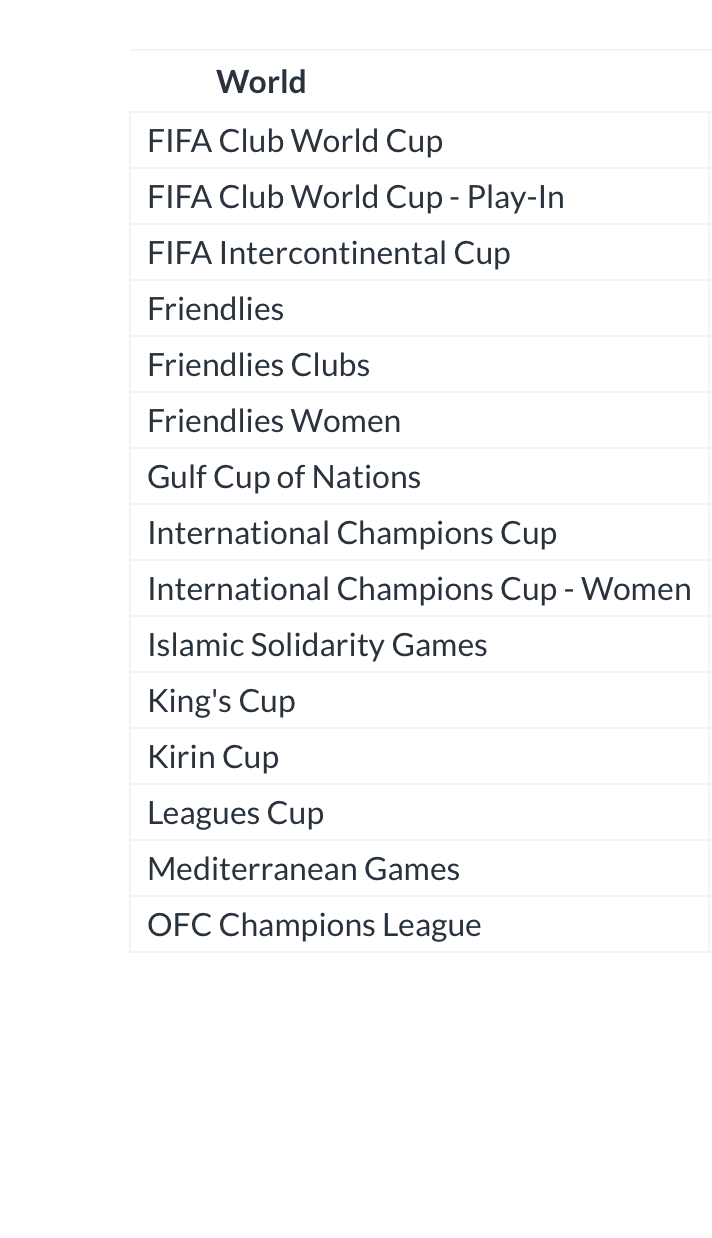 World
FIFA Club World Cup
FIFA Club World Cup - Play-In
FIFA Intercontinental Cup
Friendlies
Friendlies Clubs
Friendlies Women
Gulf Cup of Nations
International Champions Cup
International Champions Cup - Women
Islamic Solidarity Games
King's Cup
Kirin Cup
Leagues Cup
Mediterranean Games
OFC Champions League